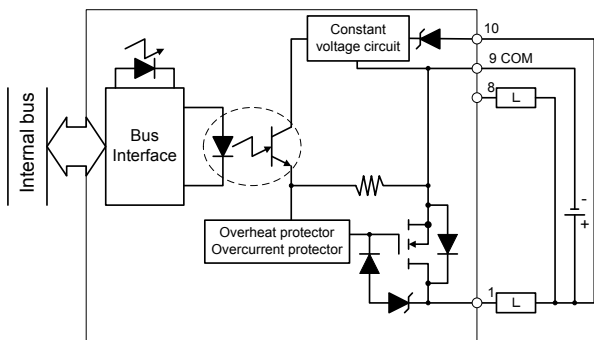 Constant
voltage circuit
10
9 COM
8
L
Internal bus
Bus
Interface
Overheat protector
Overcurrent protector
-
+
1
L